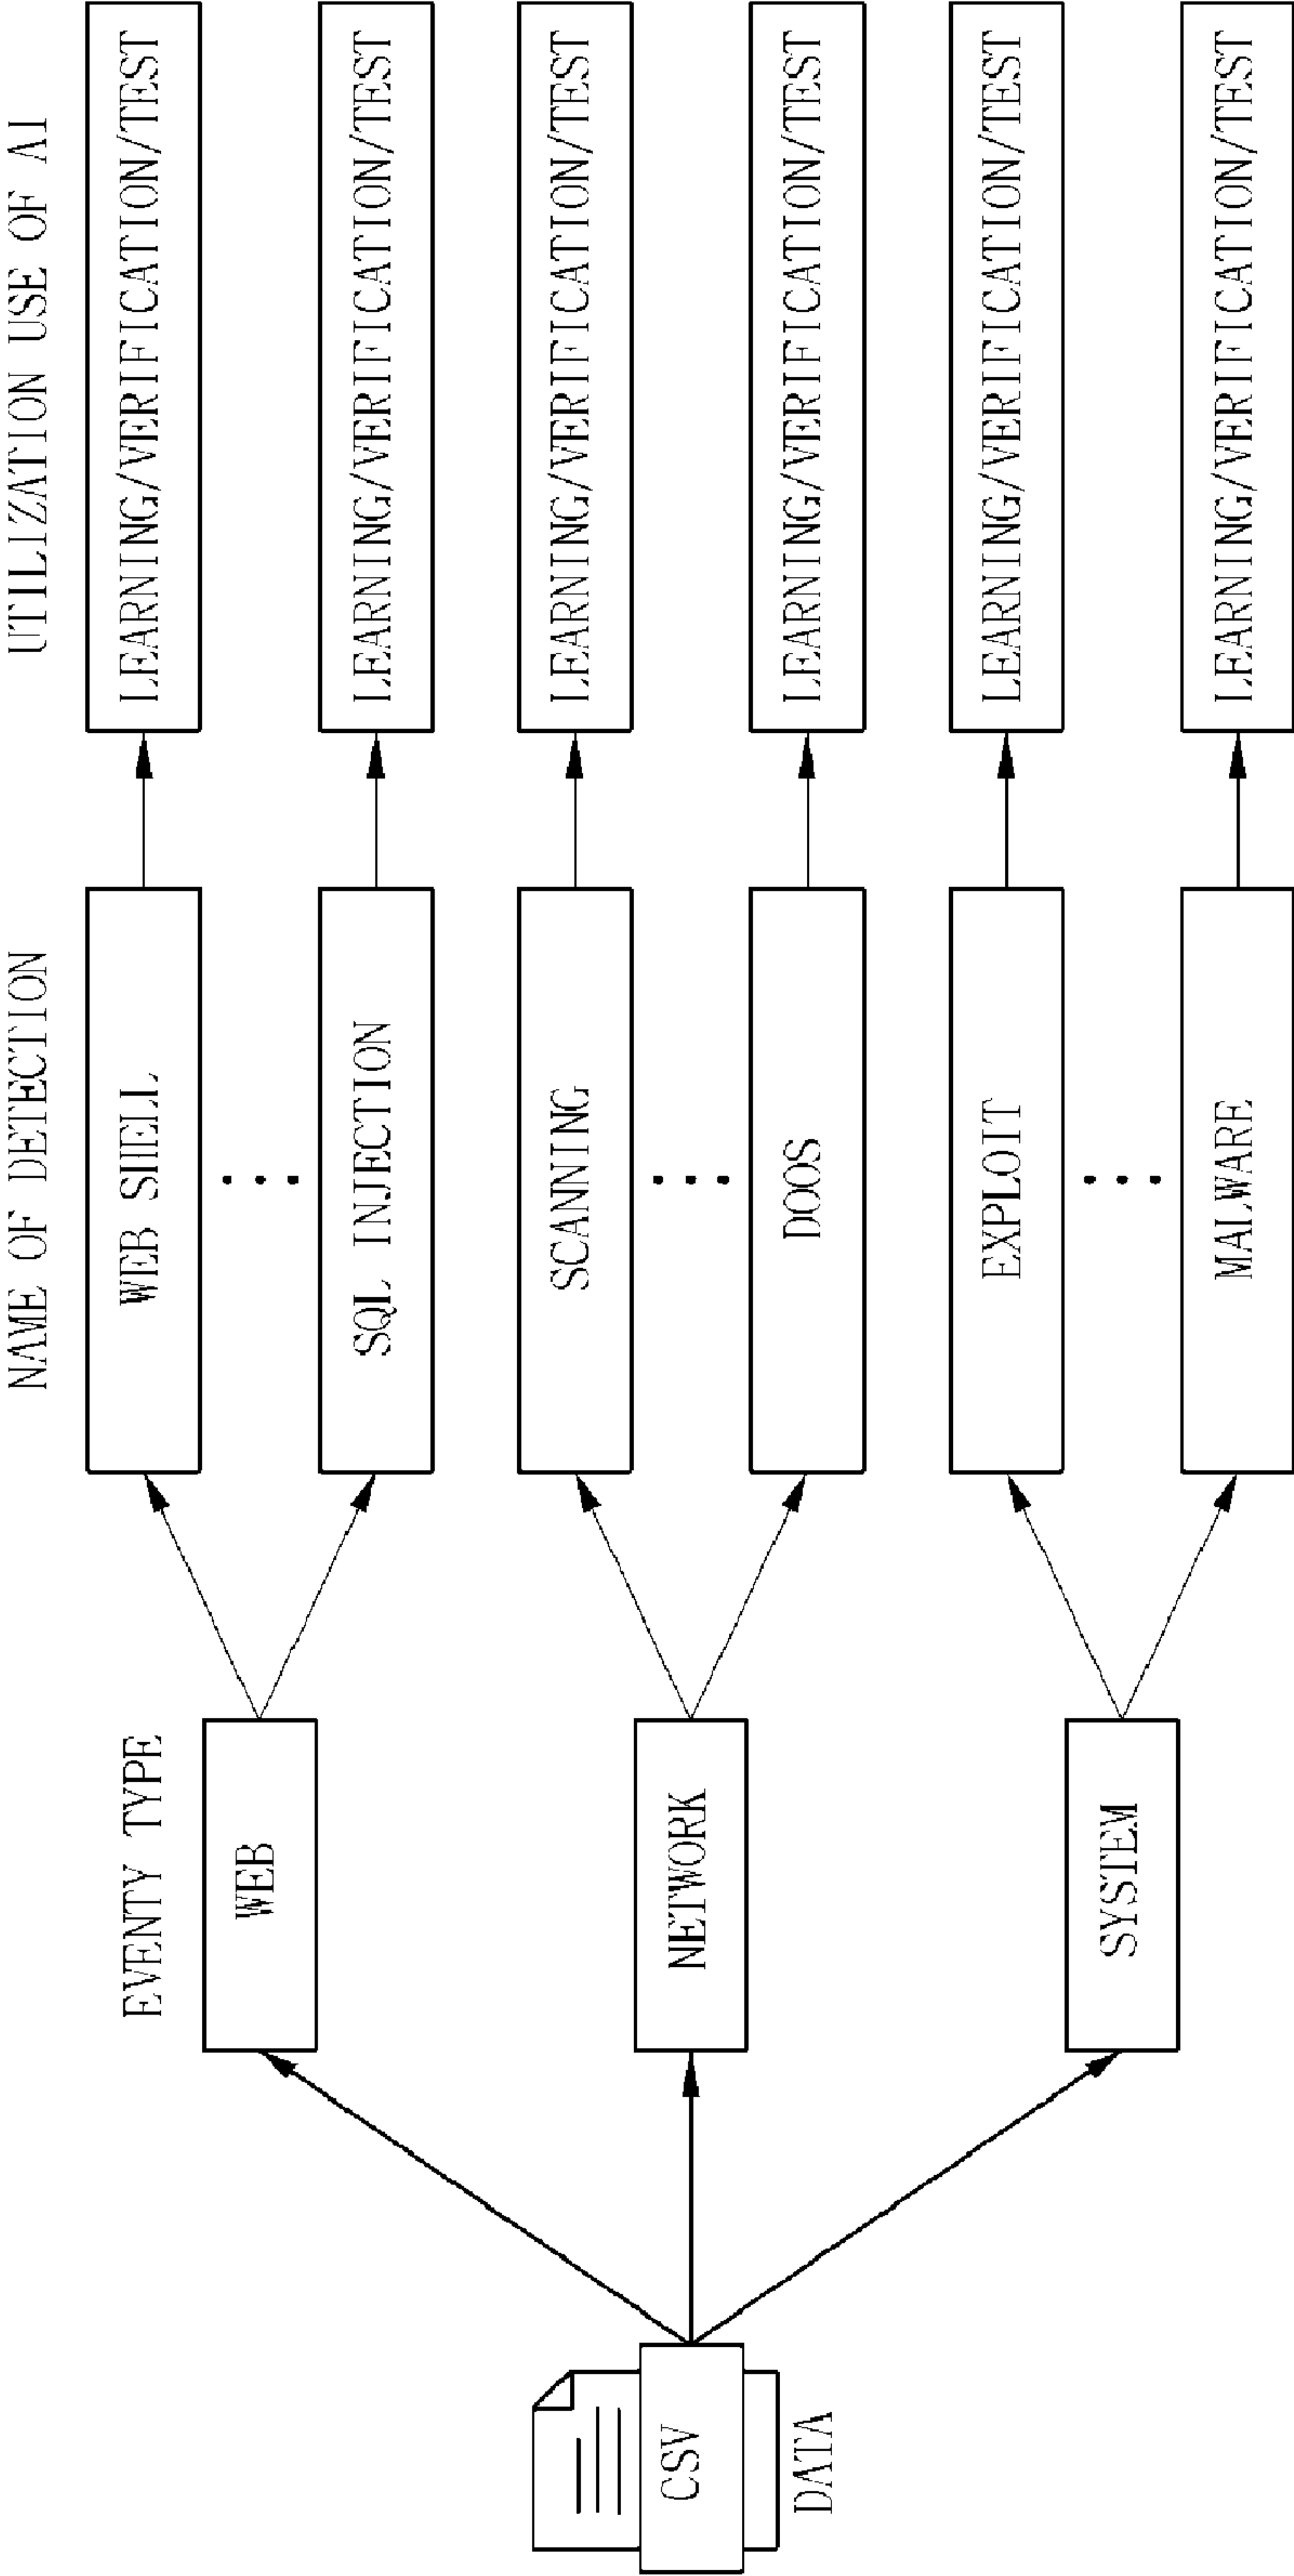 NAME OF DETECTION
UTILIZATION USE OF AI
EVENTY TYPE
WEB SHELL
LEARNING/VERIFICATION/TEST
WEB
SQL INJECTION
LEARNING/VERIFICATION/TEST
SCANNING
LEARNING/VERIFICATION/TEST
CSV
NETWORK
DATA
DOOS
LEARNING/VERIFICATION/TEST
EXPLOIT
LEARNING/VERIFICATION/TEST
SYSTEM
MALWARE
LEARNING/VERIFICATION/TEST